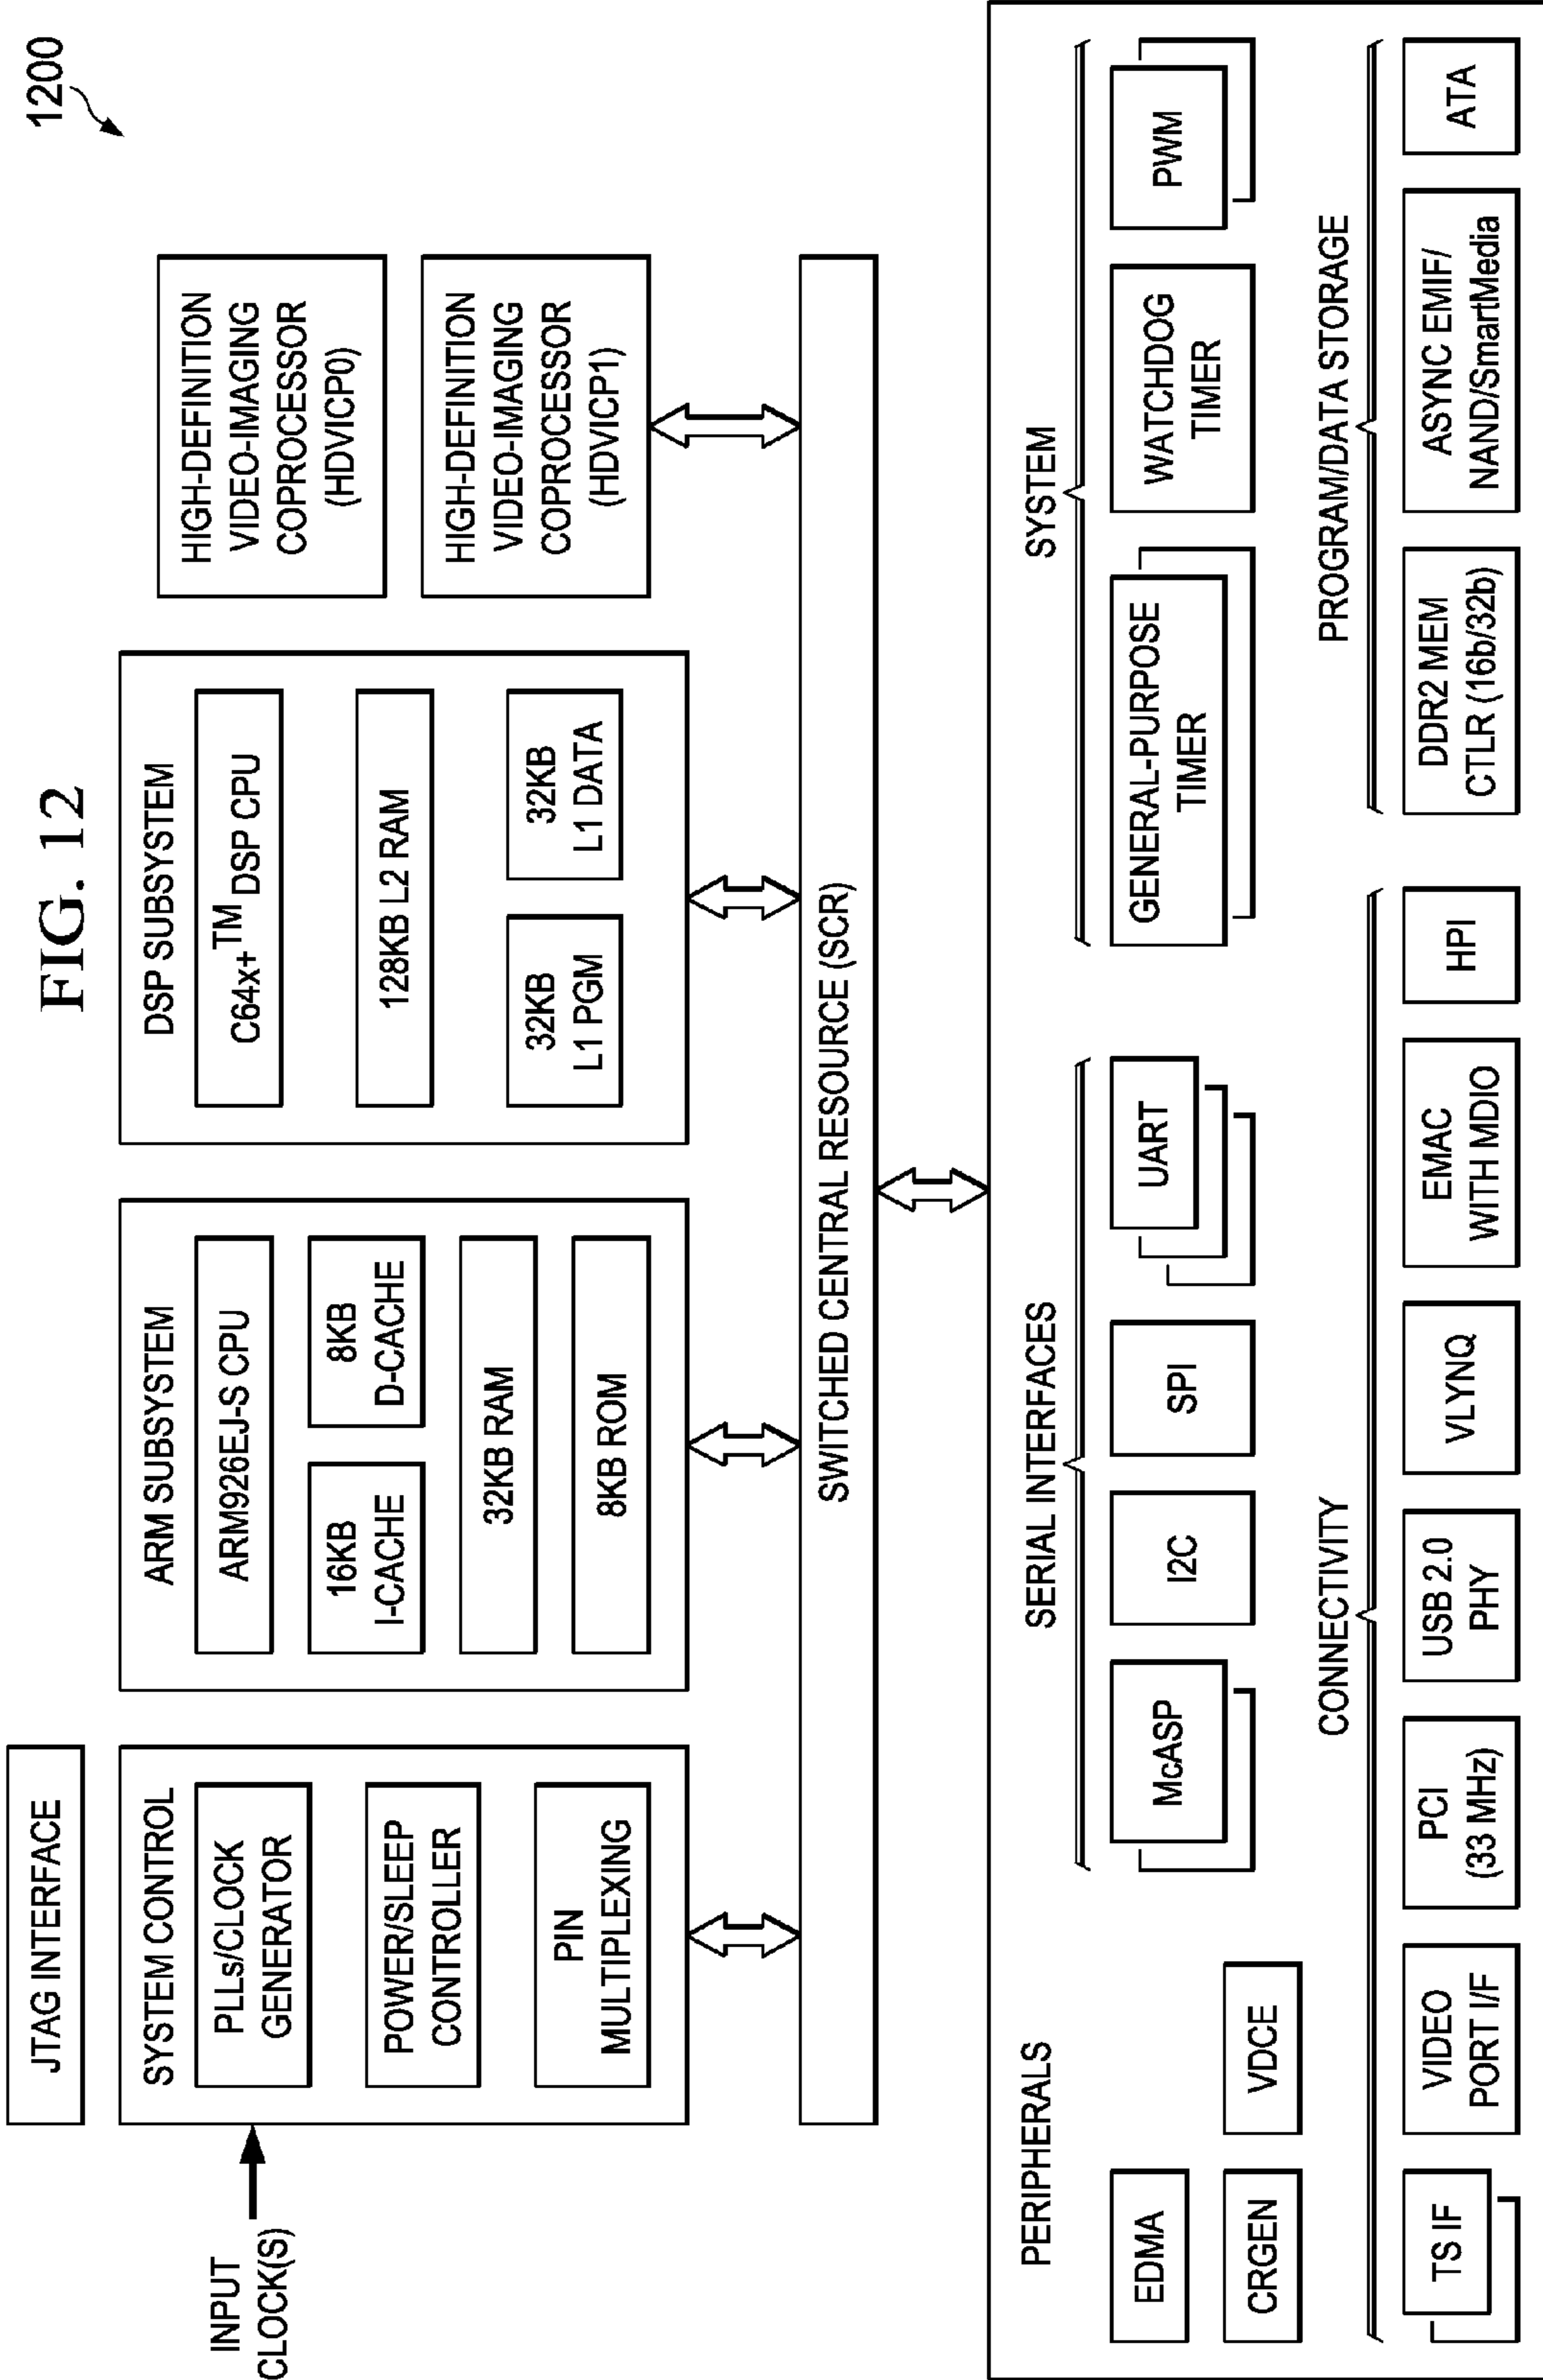 FIG. 12
1200
JTAG INTERFACE
INPUT
CLOCK(S)
SYSTEM CONTROL
PLLs/CLOCK
GENERATOR
POWER/SLEEP
CONTROLLER
PIN
MULTIPLEXING
ARM SUBSYSTEM
ARM926EJ-S CPU
16KB
I-CACHE
8KB
D-CACHE
32KB RAM
8KB ROM
DSP SUBSYSTEM
C64x+™ DSP CPU
128KB L2 RAM
32KB
L1 PGM
32KB
L1 DATA
HIGH-DEFINITION
VIDEO-IMAGING
COPROCESSOR
(HDVICP0)
HIGH-DEFINITION
VIDEO-IMAGING
COPROCESSOR
(HDVICP1)
SWITCHED CENTRAL RESOURCE (SCR)
PERIPHERALS
EDMA
CRGEN
VDCE
SERIAL INTERFACES
McASP
I2C
SPI
UART
SYSTEM
GENERAL-PURPOSE
TIMER
WATCHDOG
TIMER
PWM
CONNECTIVITY
TS IF
VIDEO
PORT I/F
PCI
(33 MHz)
USB 2.0
PHY
VLYNQ
EMAC
WITH MDIO
HPI
PROGRAM/DATA STORAGE
DDR2 MEM
CTLR (16b/32b)
ASYNC EMIF/
NAND/SmartMedia
ATA